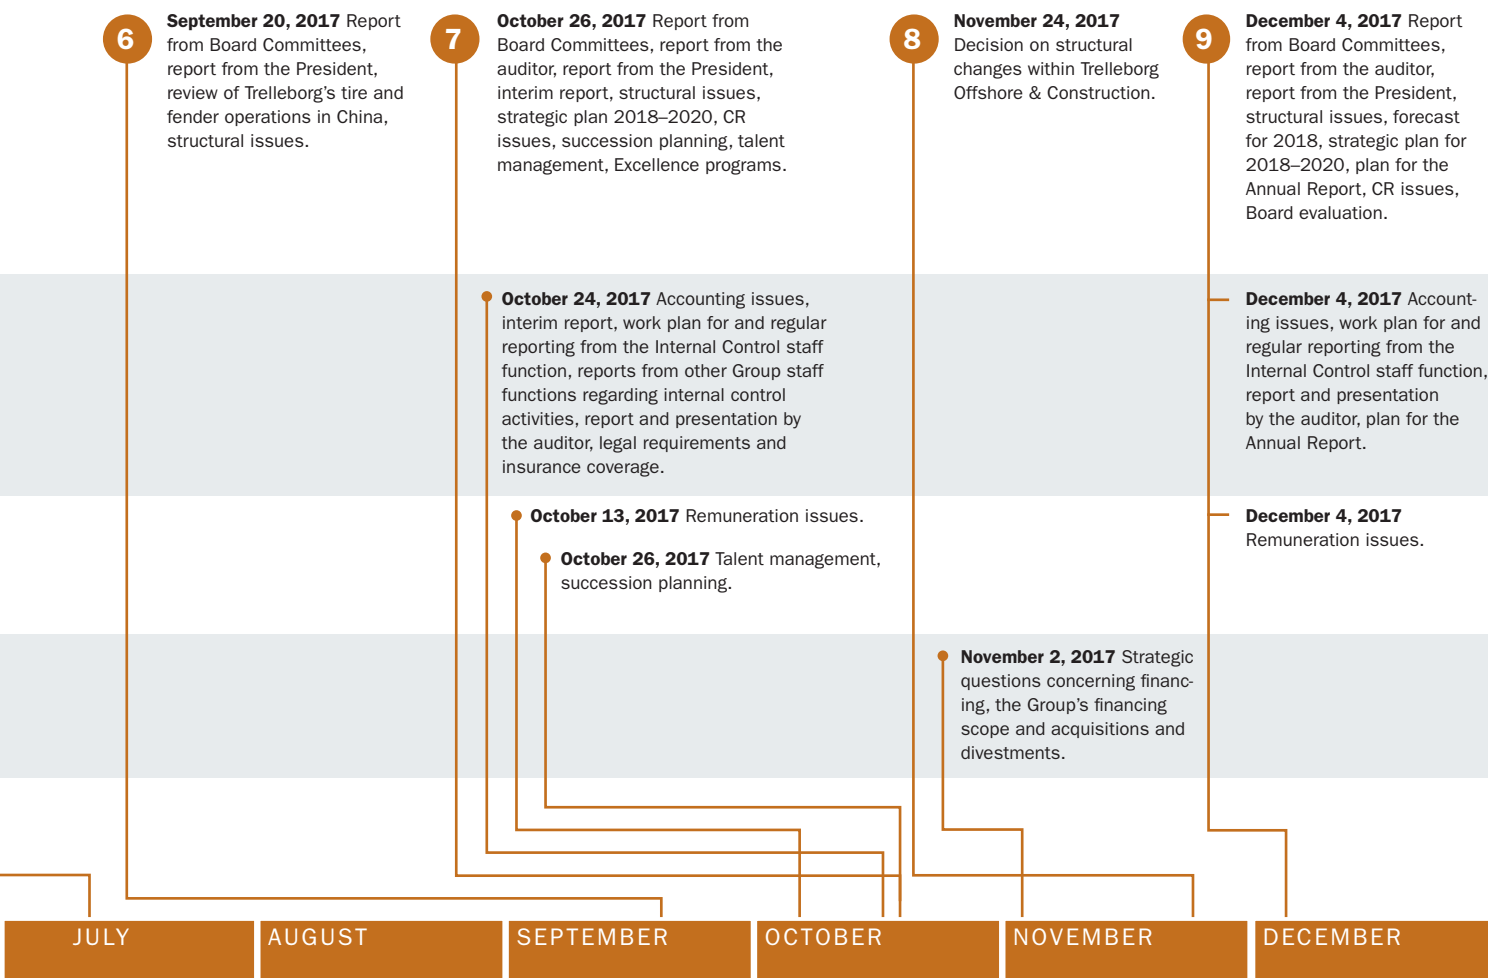 6
September 20, 2017 Report
from Board Committees,
report from the President,
review of Trelleborg’s tire and
fender operations in China,
structural issues.
7
October 26, 2017 Report from
Board Committees, report from the
auditor, report from the President,
interim report, structural issues,
strategic plan 2018–2020, CR
issues, succession planning, talent
management, Excellence programs.
8
November 24, 2017
Decision on structural
changes within Trelleborg
Offshore & Construction.
9
December 4, 2017 Report
from Board Committees,
report from the auditor,
report from the President,
structural issues, forecast
for 2018, strategic plan for
2018–2020, plan for the
Annual Report, CR issues,
Board evaluation.
October 24, 2017 Accounting issues,
interim report, work plan for and regular
reporting from the Internal Control staff
function, reports from other Group staff
functions regarding internal control
activities, report and presentation by
the auditor, legal requirements and
insurance coverage.
December 4, 2017 Account-
ing issues, work plan for and
regular reporting from the
Internal Control staff function,
report and presentation
by the auditor, plan for the
Annual Report.
October 13, 2017 Remuneration issues.
October 26, 2017 Talent management,
succession planning.
December 4, 2017
Remuneration issues.
November 2, 2017 Strategic
questions concerning financ-
ing, the Group’s financing
scope and acquisitions and
divestments.
JULY
AUGUST
SEPTEMBER
OCTOBER
NOVEMBER
DECEMBER